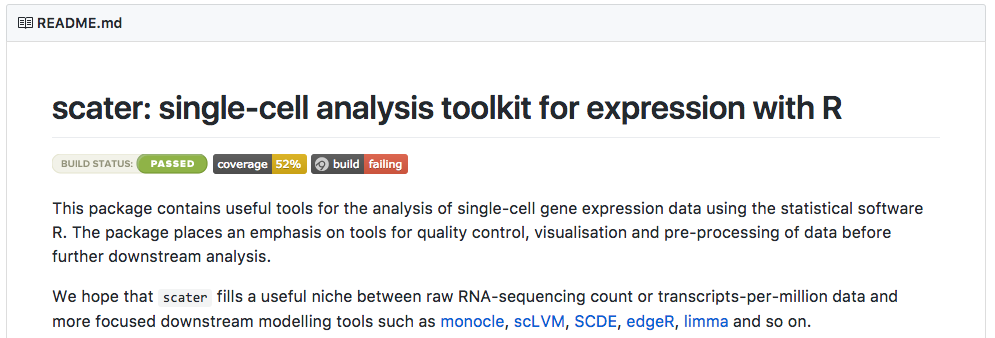 README.md
scater: single-cell analysis toolkit for expression with R
BUILD STATUS: PASSED coverage 52% build failing
This package contains useful tools for the analysis of single-cell gene expression data using the statistical software
R. The package places an emphasis on tools for quality control, visualisation and pre-processing of data before
further downstream analysis.
We hope that scater fills a useful niche between raw RNA-sequencing count or transcripts-per-million data and
more focused downstream modelling tools such as monocle, scLVM, SCDE, edgeR, limma and so on.